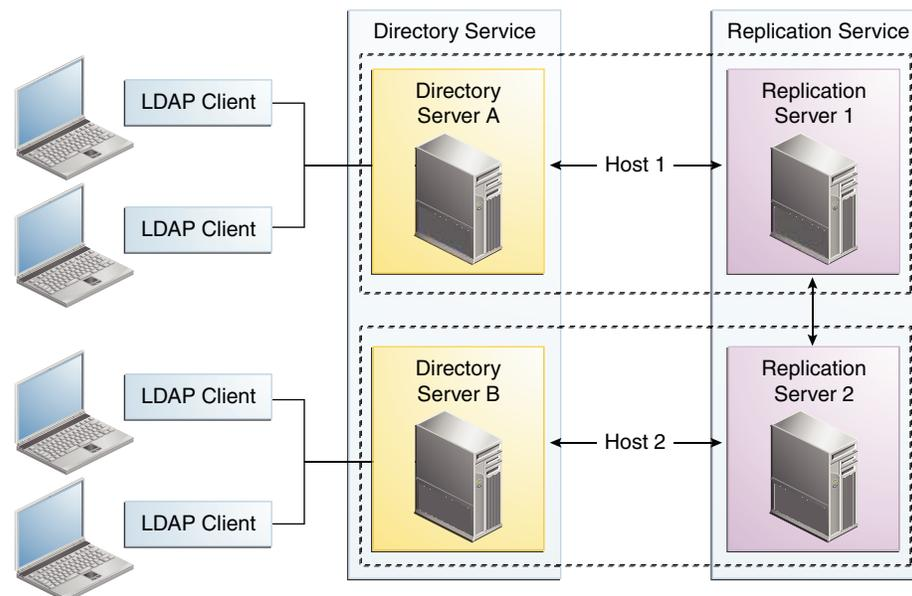 Directory Service
Replication Service
LDAP Client
LDAP Client
Directory
Server A
Host 1
Replication
Server 1
LDAP Client
LDAP Client
Directory
Server B
Host 2
Replication
Server 2